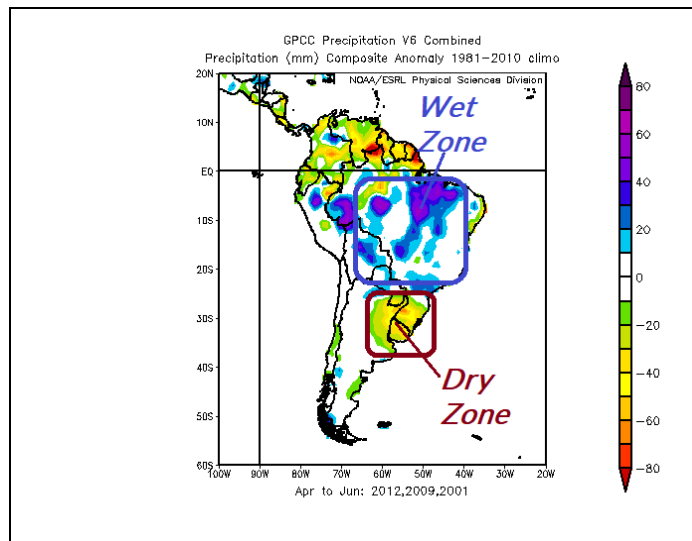 GPCC Precipitation V6 Combined
Precipitation (mm) Composite Anomaly 1981-2010 climo
NOAA/ESRL Physical Sciences Division
20N
10N
EQ
10S
20S
30S
40S
50S
60S
100W 90W 80W 70W 60W 50W 40W 30W 20W
Apr to Jun: 2012,2009,2001
Wet
Zone
Dry
Zone
80
60
40
20
10
0
-10
-20
-40
-60
-80